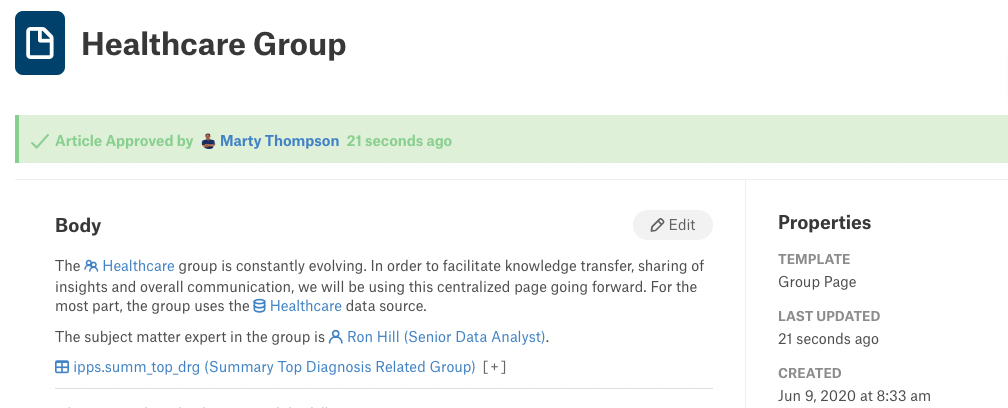 Healthcare Group
Article Approved by Marty Thompson 21 seconds ago
Body
Edit
The Healthcare group is constantly evolving. In order to facilitate knowledge transfer, sharing of
insights and overall communication, we will be using this centralized page going forward. For the
most part, the group uses the Healthcare data source.
The subject matter expert in the group is Ron Hill (Senior Data Analyst).
ipps.summ_top_drg (Summary Top Diagnosis Related Group) [+]
Properties
TEMPLATE
Group Page
LAST UPDATED
21 seconds ago
CREATED
Jun 9, 2020 at 8:33 am